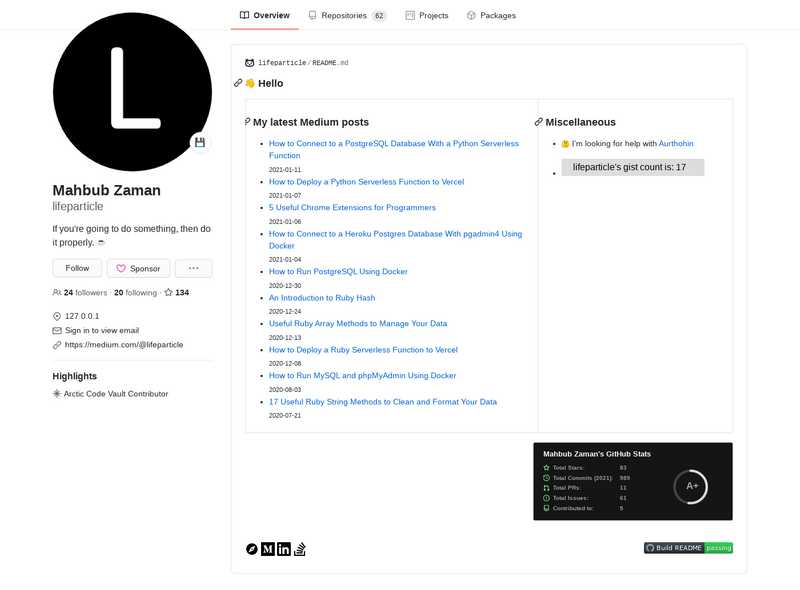 Overview
Repositories 62
Projects
Packages
L
Mahbub Zaman
lifeparticle
If you're going to do something, then do
it properly.
Follow
Sponsor
24 followers · 20 following · 134
127.0.0.1
Sign in to view email
https://medium.com/@lifeparticle
Highlights
Arctic Code Vault Contributor
lifeparticle/README.md
👋 Hello
My latest Medium posts
How to Connect to a PostgreSQL Database With a Python Serverless
Function
2021-01-11
How to Deploy a Python Serverless Function to Vercel
2021-01-07
5 Useful Chrome Extensions for Programmers
2021-01-06
How to Connect to a Heroku Postgres Database With pgadmin4 Using
Docker
2021-01-04
How to Run PostgreSQL Using Docker
2020-12-30
An Introduction to Ruby Hash
2020-12-24
Useful Ruby Array Methods to Manage Your Data
2020-12-13
How to Deploy a Ruby Serverless Function to Vercel
2020-12-08
How to Run MySQL and phpMyAdmin Using Docker
2020-08-03
17 Useful Ruby String Methods to Clean and Format Your Data
2020-07-21
Miscellaneous
🤔 I'm looking for help with Aurthohin
lifeparticle's gist count is: 17
Mahbub Zaman's GitHub Stats
Total Stars: 83
Total Commits (2021): 989
Total PRs: 11
Total Issues: 61
Contributed to: 5
A+
M in
Build README passing